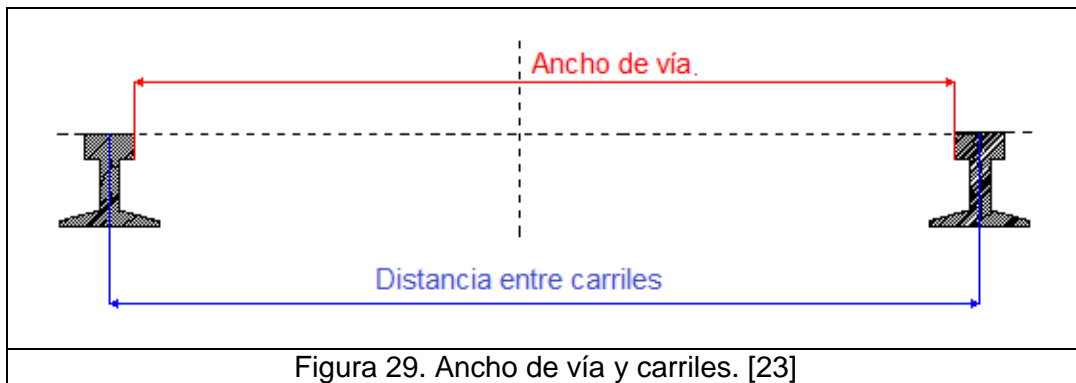 Ancho de vía.
Distancia entre carriles
Figura 29. Ancho de vía y carriles. [23]